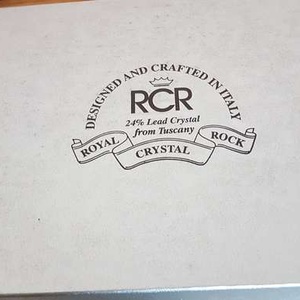 DESIGNED AND CRAFTED IN ITALY
RCR
24% Lead Crystal
from Tuscany
ROYAL CRYSTAL ROCK